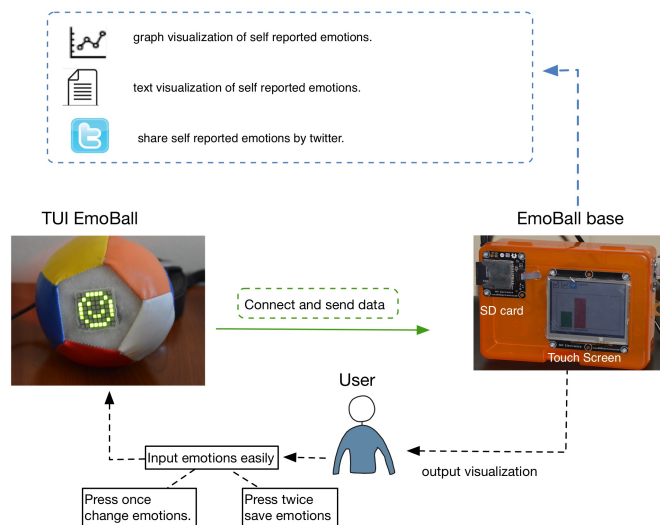 graph visualization of self reported emotions.
text visualization of self reported emotions.
share self reported emotions by twitter.
TUI EmoBall
EmoBall base
Connect and send data
SD card
Touch Screen
User
Input emotions easily
output visualization
Press once
change emotions.
Press twice
save emotions